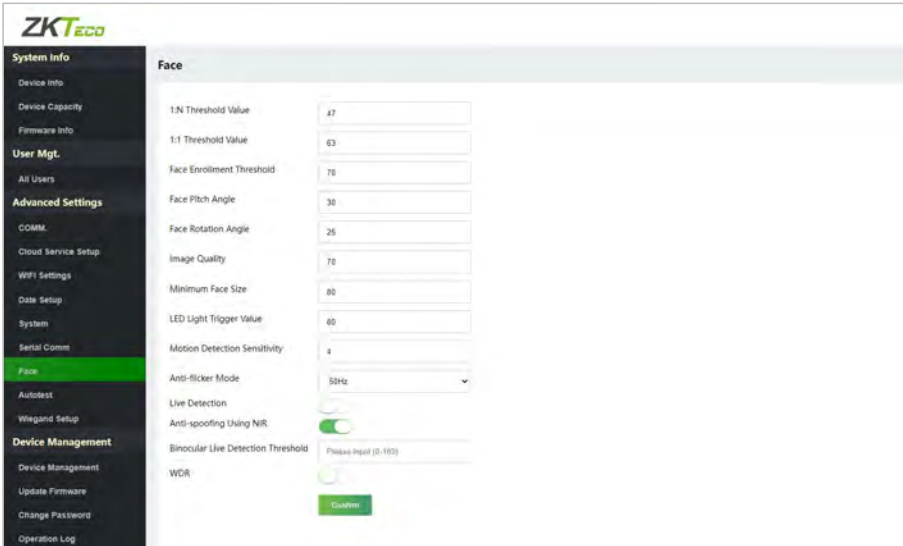 ZKTeco
System Info
Device Info
Device Capacity
Firmware Info
User Mgt.
All Users
Advanced Settings
COMM.
Cloud Service Setup
WIFI Settings
Date Setup
System
Serial Comm
Face
Autotest
Wiegand Setup
Device Management
Device Management
Update Firmware
Change Password
Operation Log
Face
1:N Threshold Value 47
1:1 Threshold Value 63
Face Enrollment Threshold 70
Face Pitch Angle 30
Face Rotation Angle 25
Image Quality 70
Minimum Face Size 80
LED Light Trigger Value 80
Motion Detection Sensitivity 4
Anti-flicker Mode
Live Detection
Anti-spoofing Using NIR
Binocular Live Detection Threshold Please input
WDR
Confirm